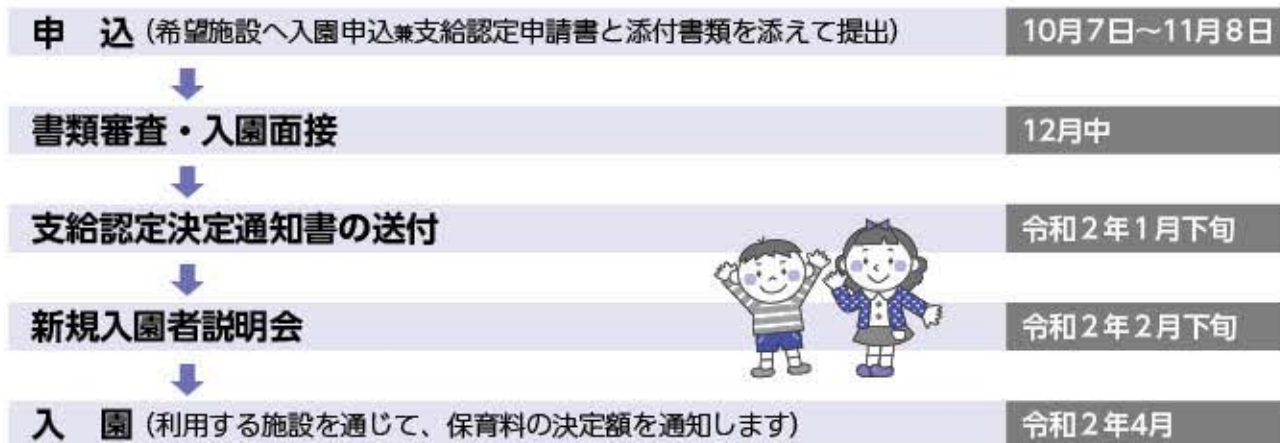 申　込（希望施設へ入園申込兼支給認定申請書と添付書類を添えて提出） 10月7日～11月8日
書類審査・入園面接 12月中
支給認定決定通知書の送付 令和2年1月下旬
新規入園者説明会 令和2年2月下旬
入　園（利用する施設を通じて、保育料の決定額を通知します） 令和2年4月